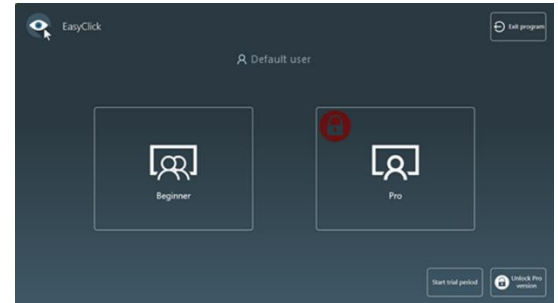 EasyClick
Exit program
Default user
Beginner
Pro
Start trial period
Unlock Pro
version